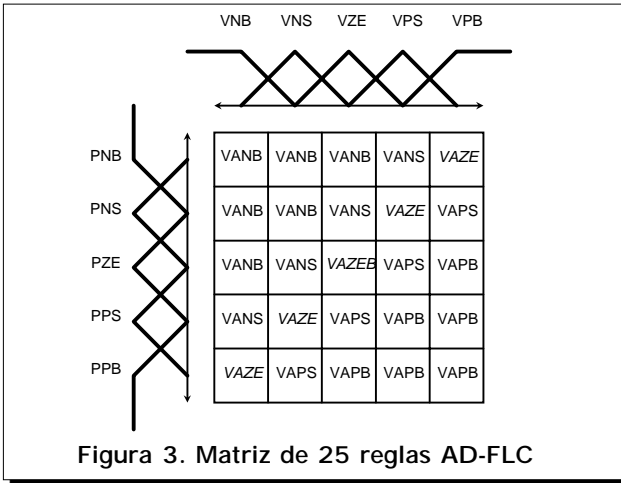 VNB VNS VZE VPS VPB
PNB VANB VANB VANB VANS VAZE
PNS VANB VANB VANS VAZE VAPS
PZE VANB VANS VAZEB VAPS VAPB
PPS VANS VAZE VAPS VAPB VAPB
PPB VAZE VAPS VAPB VAPB VAPB
Figura 3. Matriz de 25 reglas AD-FLC